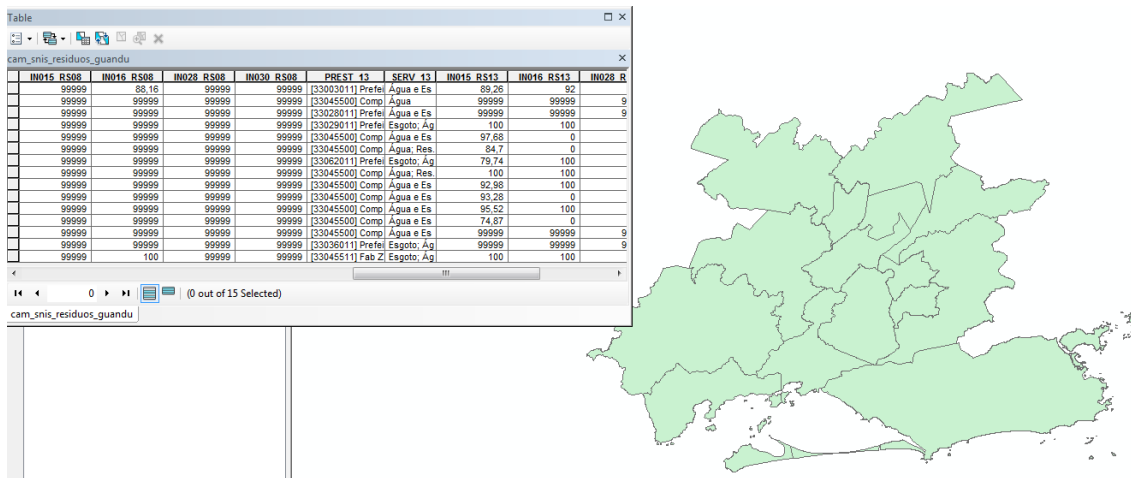 Table
cam_snis_residuos_guandu
IN015_RS08 IN016_RS08 IN028_RS08 IN030_RS08 PREST_13 SERV_13 IN015_RS13 IN016_RS13 IN028_R
99999 88,16 99999 99999 [33003011] Prefei Água e Es 89,26 92
99999 99999 99999 99999 [33045500] Comp Água 99999 99999 9
99999 99999 99999 99999 [33028011] Prefei Água e Es 99999 99999 9
99999 99999 99999 99999 [33029011] Prefei Esgoto; Ág 100 100
99999 99999 99999 99999 [33045500] Comp Água e Es 97,68 0
99999 99999 99999 99999 [33045500] Comp Água; Res. 84,7 0
99999 99999 99999 99999 [33062011] Prefei Esgoto; Ág 79,74 100
99999 99999 99999 99999 [33045500] Comp Água; Res. 100 100
99999 99999 99999 99999 [33045500] Comp Água e Es 92,98 100
99999 99999 99999 99999 [33045500] Comp Água e Es 93,28 0
99999 99999 99999 99999 [33045500] Comp Água e Es 95,52 100
99999 99999 99999 99999 [33045500] Comp Água e Es 74,87 0
99999 99999 99999 99999 [33045500] Comp Água e Es 99999 99999 9
99999 99999 99999 99999 [33036011] Prefei Esgoto; Ág 99999 99999 9
99999 100 99999 99999 [33045511] Fab Z Esgoto; Ág 100 100
0 (0 out of 15 Selected)
cam_snis_residuos_guandu